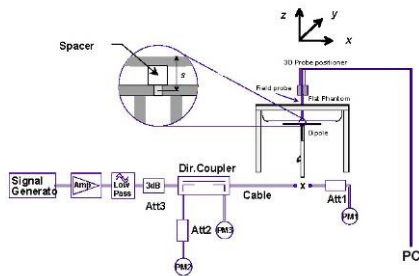 z
y
x
3D Probe positioner
Spacer
s
Field probe
Flat Phantom
Dipole
Signal
Generato
Amp.
Low
Pass
3dB
Dir.Coupler
Cable
x
Att3
Att1
Att2
PM3
PM1
PM2
PC